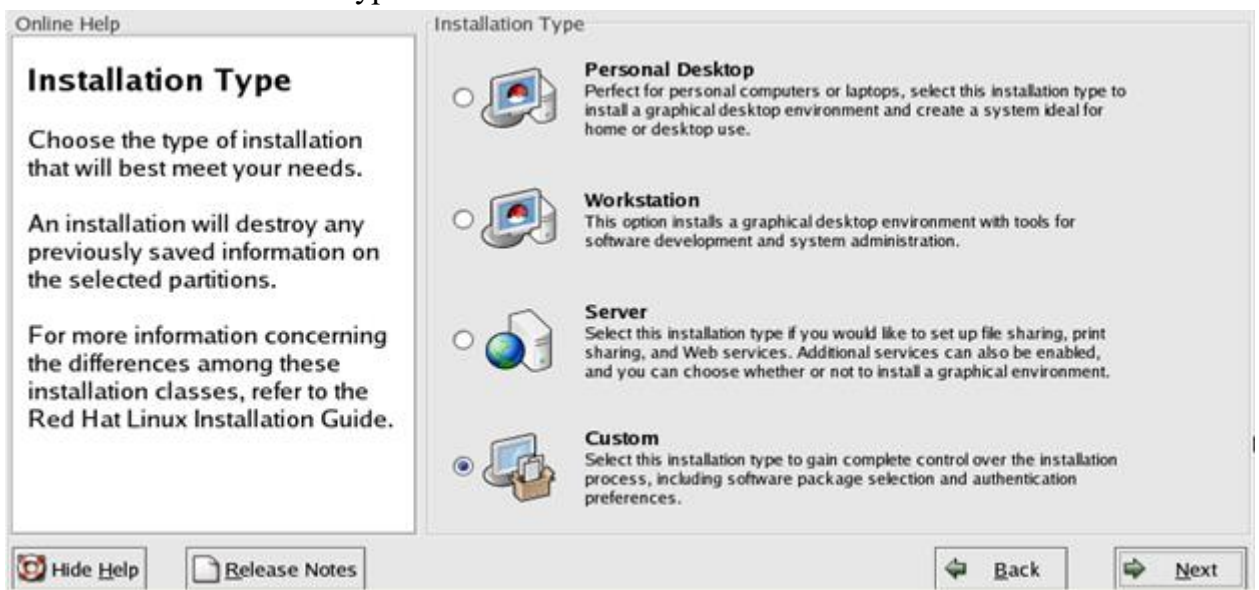 yp
Online Help
Installation Type
Choose the type of installation
that will best meet your needs.
An installation will destroy any
previously saved information on
the selected partitions.
For more information concerning
the differences among these
installation classes, refer to the
Red Hat Linux Installation Guide.
Installation Type
Personal Desktop
Perfect for personal computers or laptops, select this installation type to
install a graphical desktop environment and create a system ideal for
home or desktop use.
Workstation
This option installs a graphical desktop environment with tools for
software development and system administration.
Server
Select this installation type if you would like to set up file sharing, print
sharing, and Web services. Additional services can also be enabled,
and you can choose whether or not to install a graphical environment.
Custom
Select this installation type to gain complete control over the installation
process, including software package selection and authentication
preferences.
Hide Help
Release Notes
Back
Next